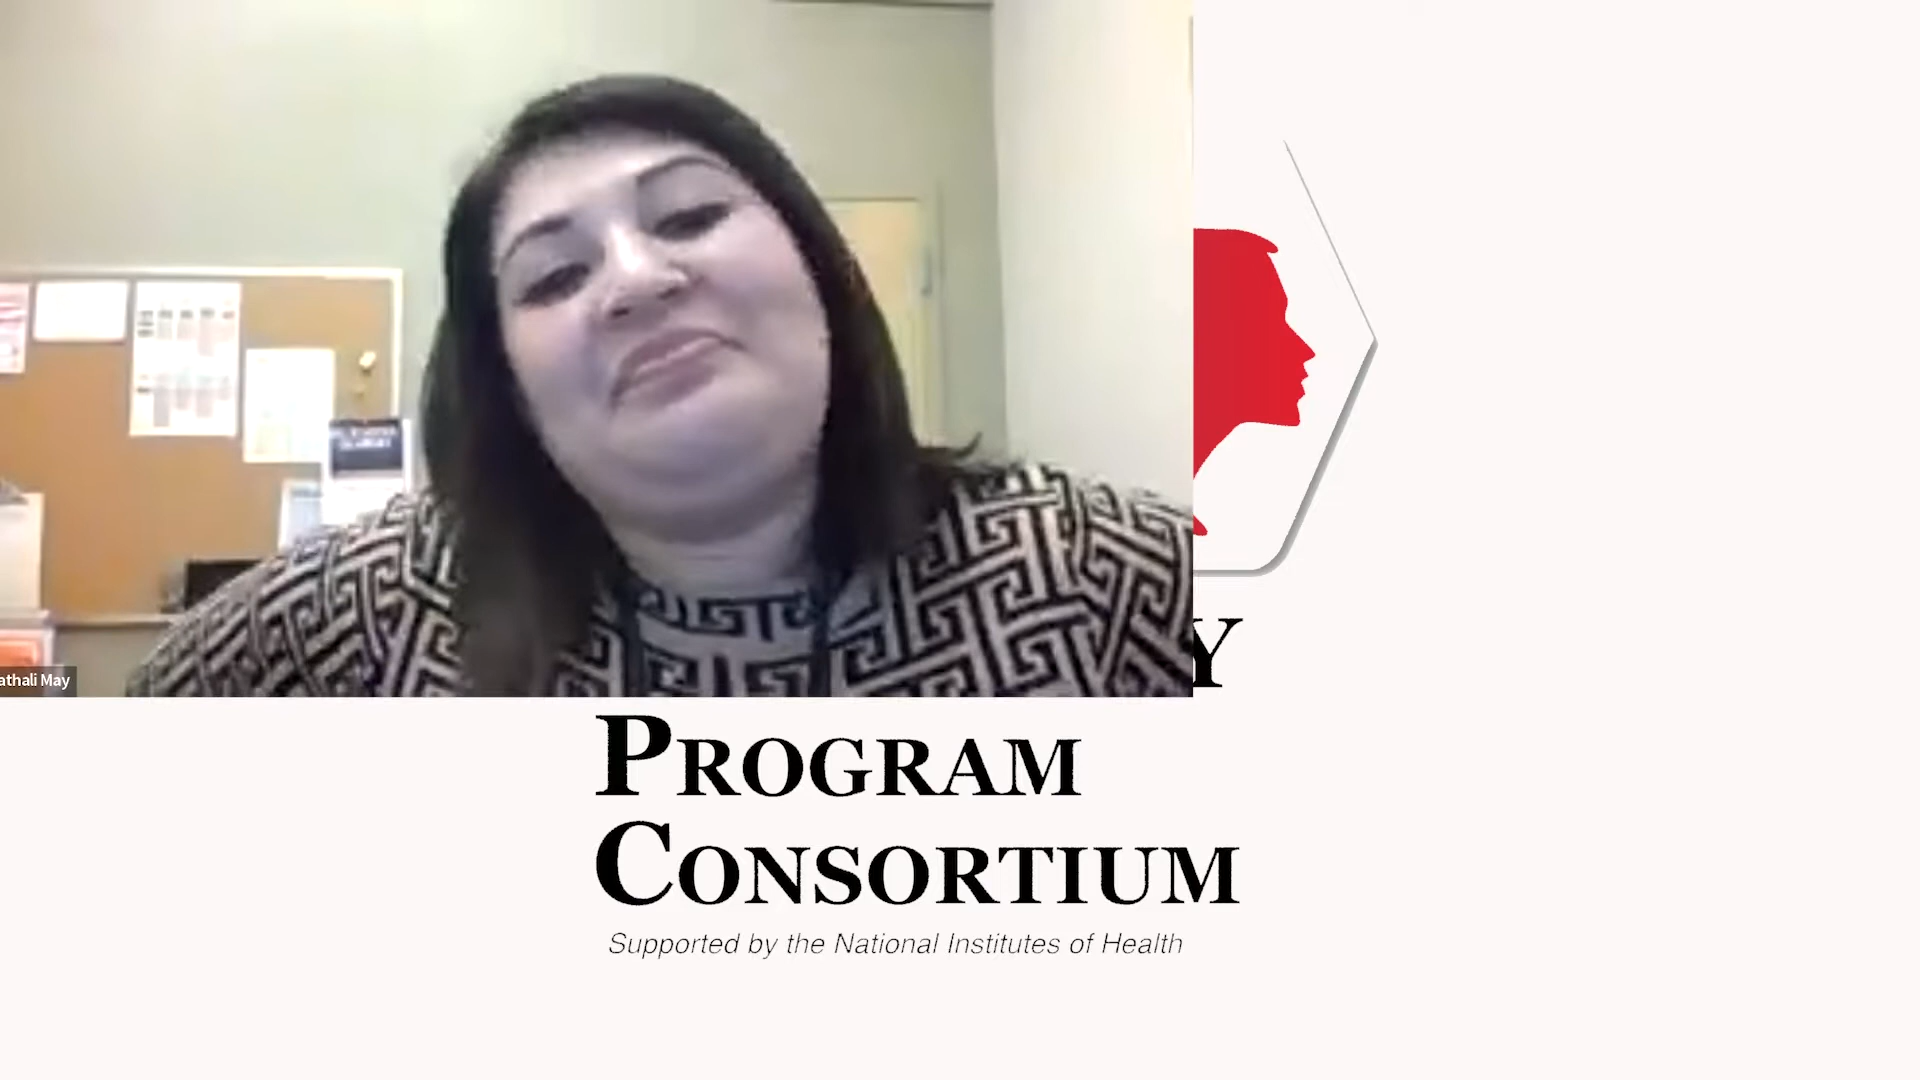 athali May
Y
PROGRAM
CONSORTIUM
Supported by the National Institutes of Health